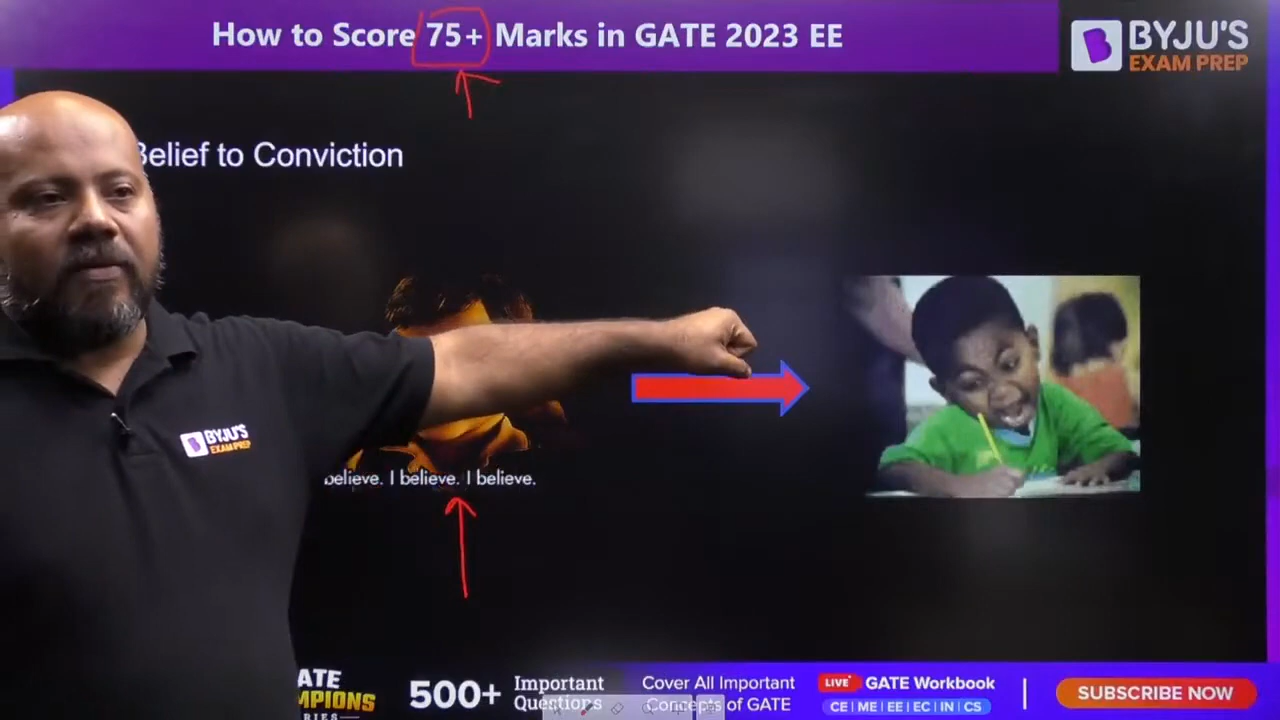 How to Score 75+ Marks in GATE 2023 EE
BYJU'S
EXAM PREP
Belief to Conviction
BYJU'S
EXAM PREP
believe. I believe. I believe.
500+
Important
Questions
Cover All Important
Concepts of GATE
LIVE GATE Workbook
CE | ME | EE | EC | IN | CS
SUBSCRIBE NOW